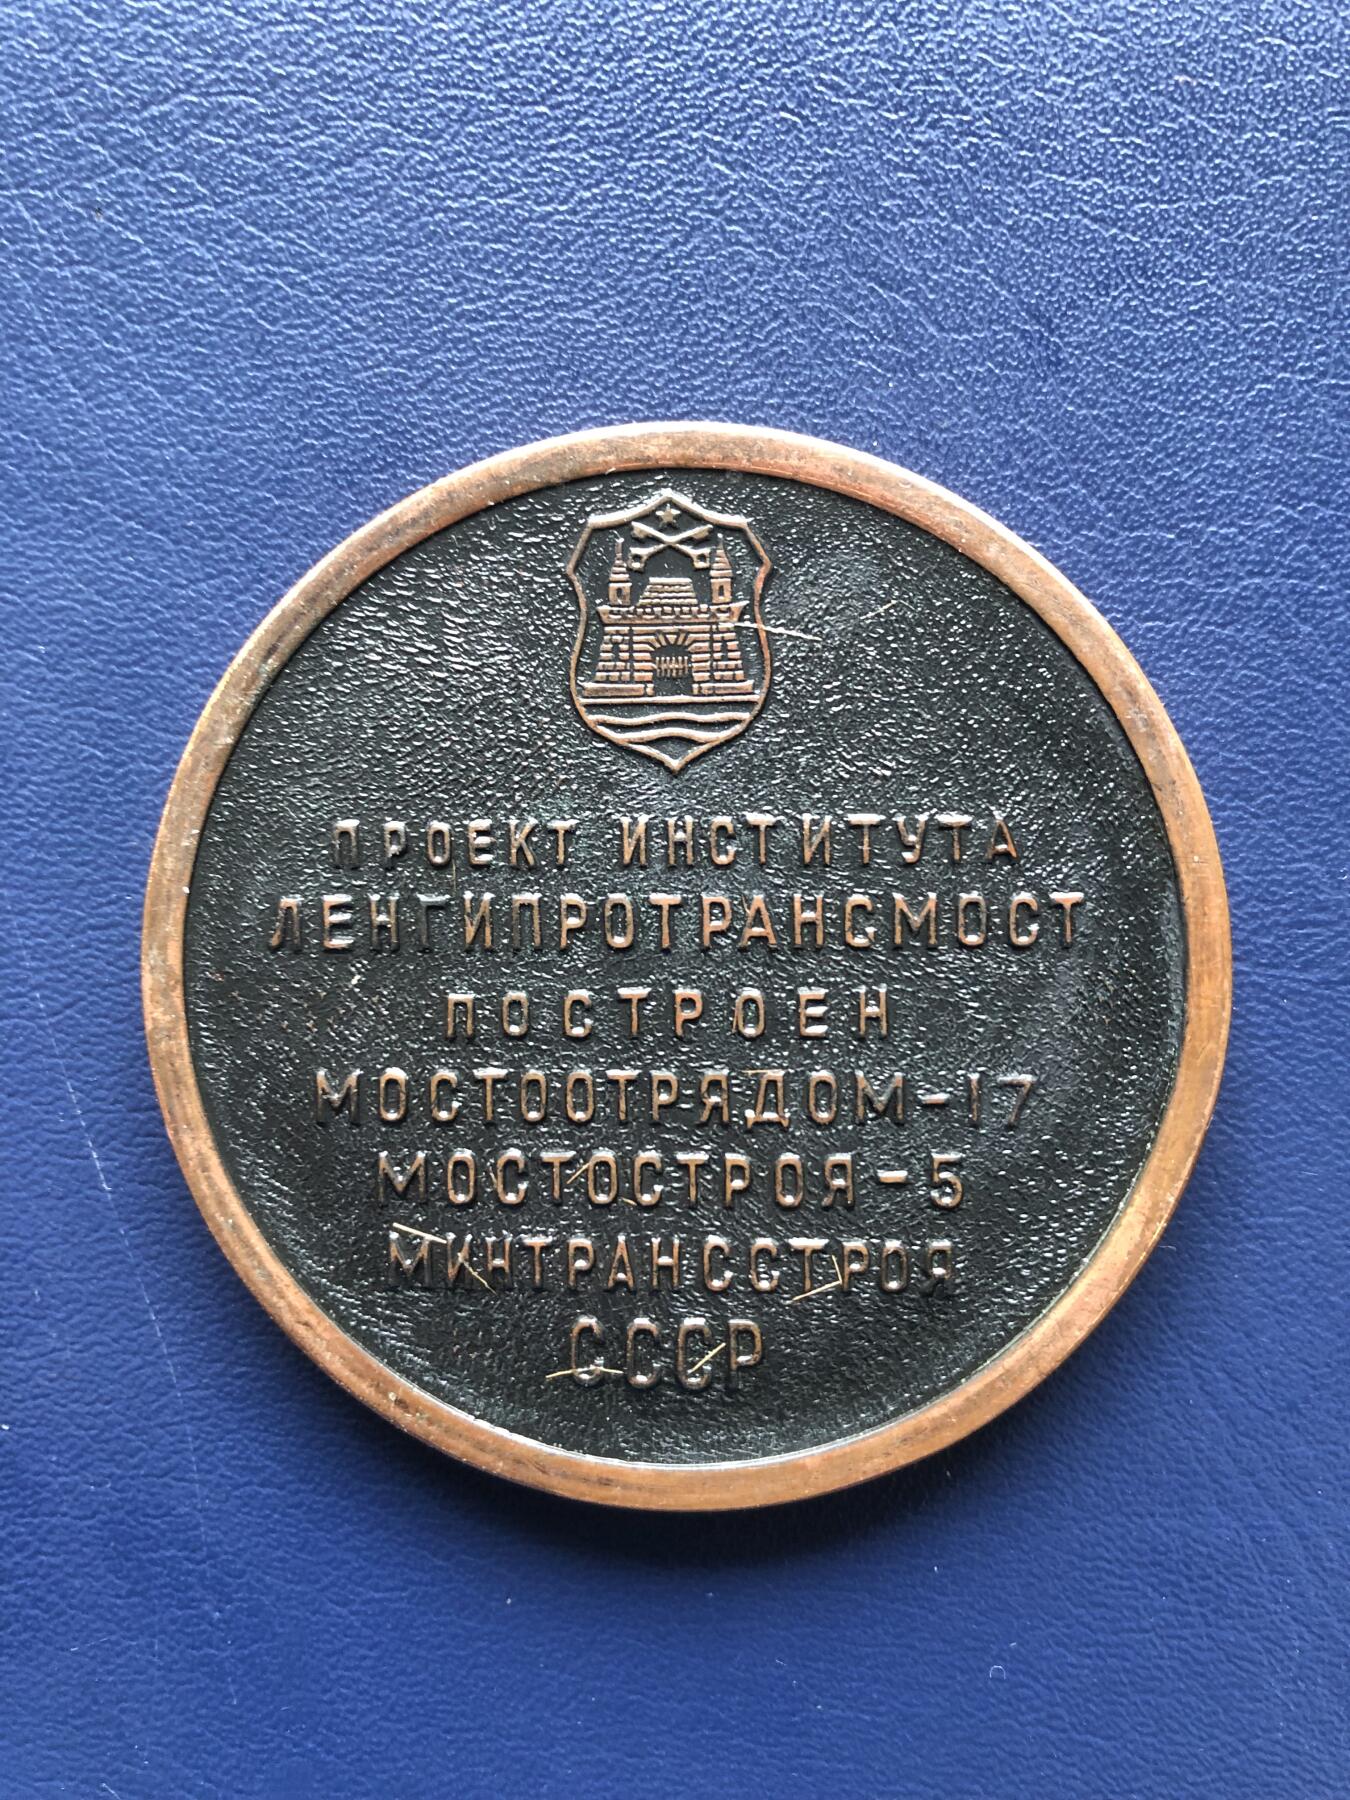 ПРОЕКТ ИНСТИТУТА
ЛЕНГИПРОТРАНСМОСТ
ПОСТРОЕН
МОСТООТРЯДОМ-17
МОСТОСТРОЯ-5
МИНТРАНССТРОЯ
СССР